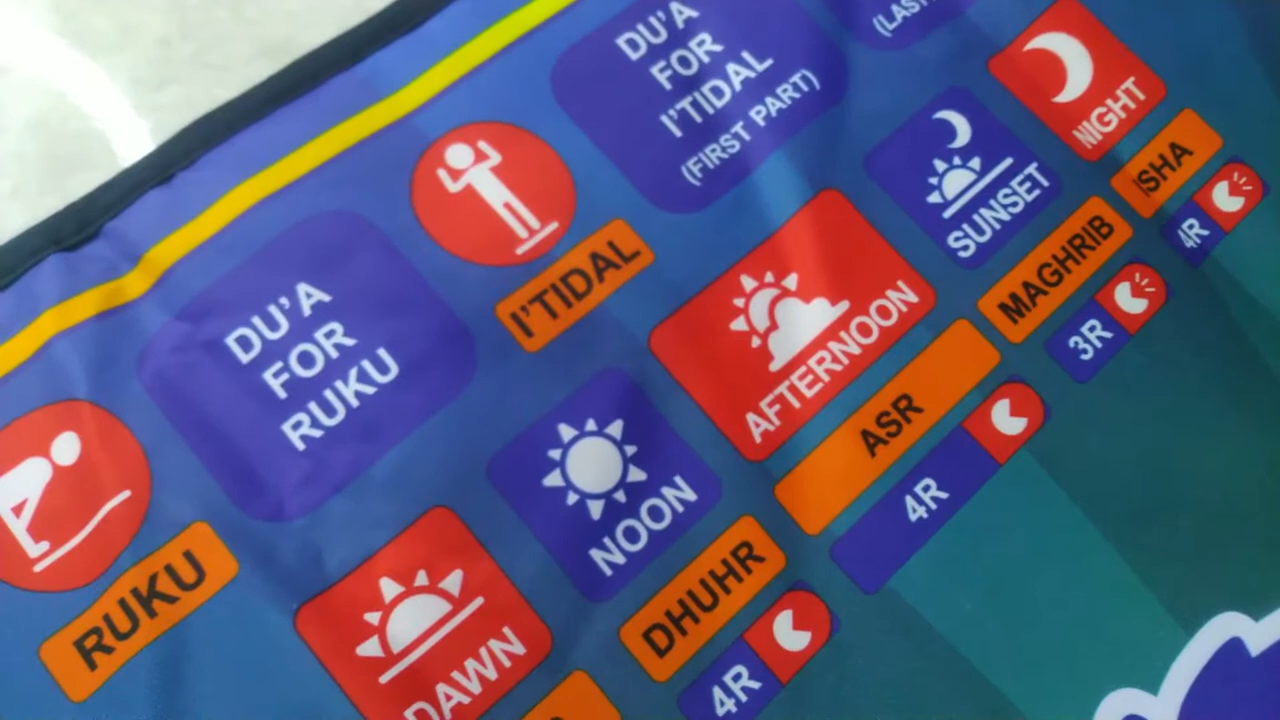 DU'A
FOR
I'TIDAL
(FIRST PART)
NIGHT
ISHA
4R
SUNSET
MAGHRIB
3R
I'TIDAL
AFTERNOON
ASR
4R
DU'A
FOR
RUKU
NOON
DHUHR
4R
RUKU
DAWN